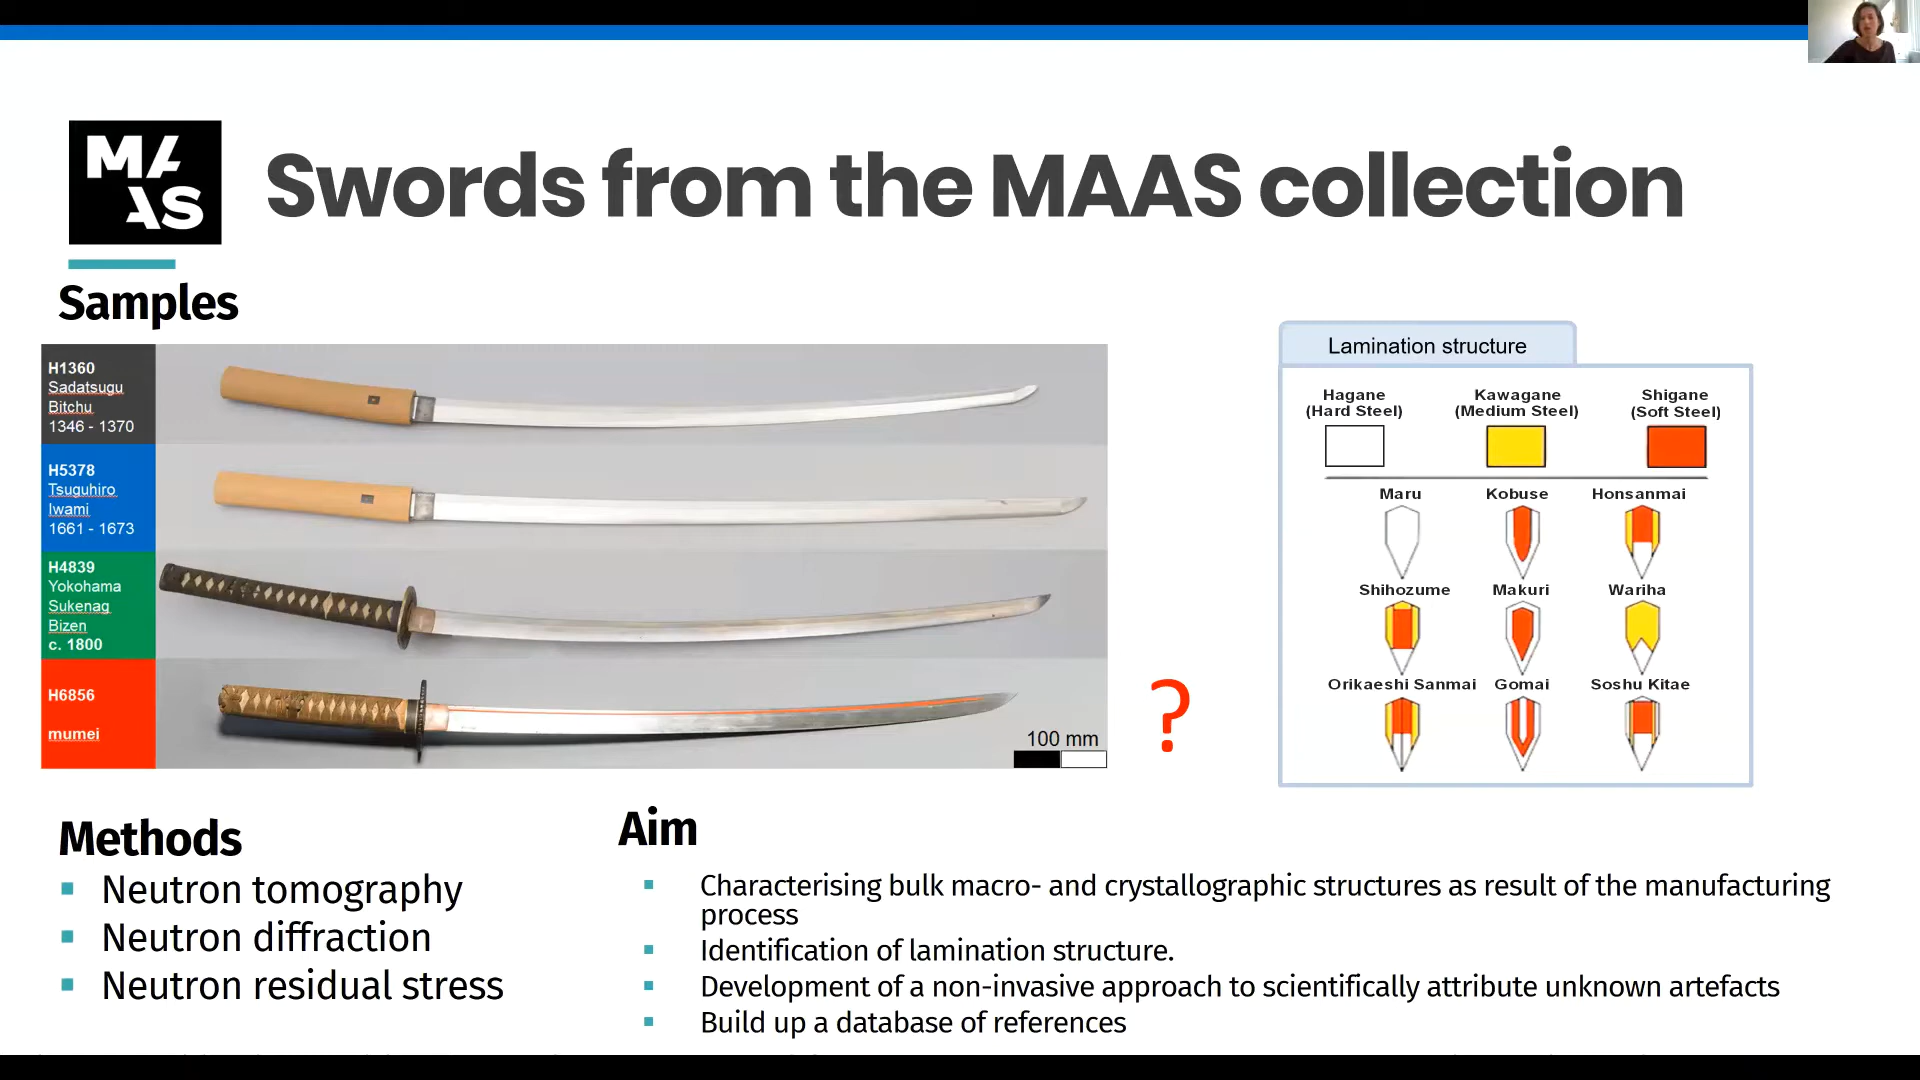 MA
AS
Swords from the MAAS collection
Samples
H1360
Sadatsugu
Bitchu
1346 - 1370
H5378
Tsuguhiro
Iwami
1661 - 1673
H4839
Yokohama
Sukenag
Bizen
c. 1800
H6856
mumei
100 mm
?
Lamination structure
Hagane
(Hard Steel)
Kawagane
(Medium Steel)
Shigane
(Soft Steel)
Maru
Kobuse
Honsanmai
Shihozume
Makuri
Wariha
Orikaeshi Sanmai
Gomai
Soshu Kitae
Methods
▪ Neutron tomography
▪ Neutron diffraction
▪ Neutron residual stress
Aim
▪ Characterising bulk macro- and crystallographic structures as result of the manufacturing
process
▪ Identification of lamination structure.
▪ Development of a non-invasive approach to scientifically attribute unknown artefacts
▪ Build up a database of references